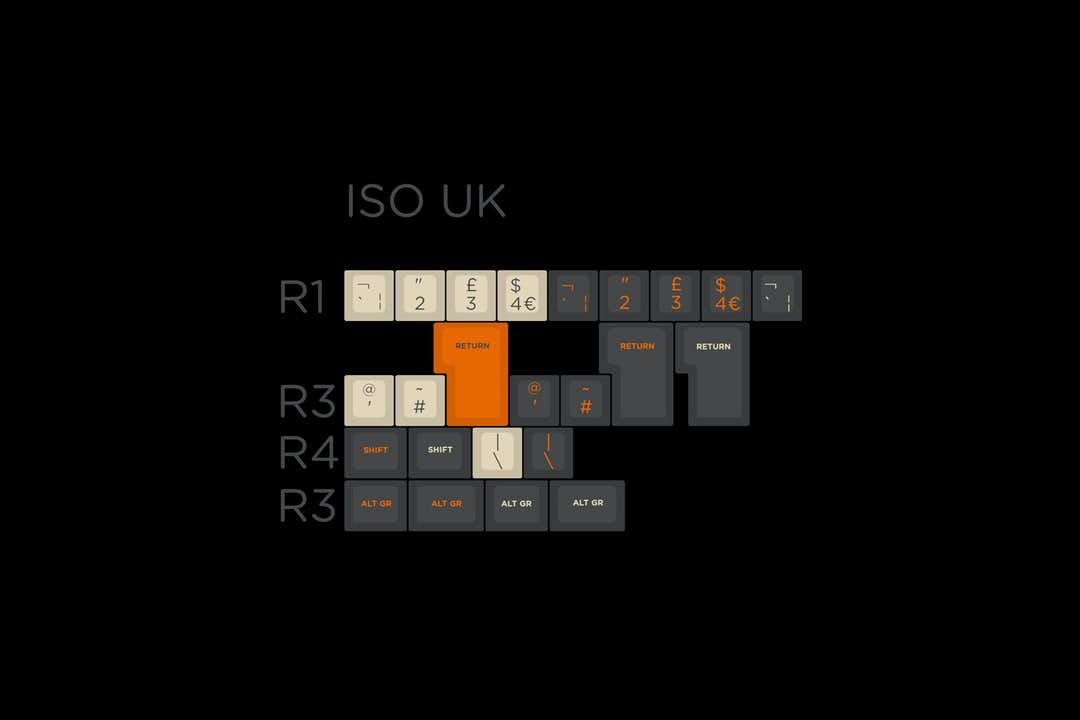 ISO UK
R1 ¬ ` ¦ " 2 £ 3 $ 4 € ¬ ` ¦ " 2 £ 3 $ 4 € ¬ ` ¦
RETURN RETURN RETURN
R3 @ ' ~ # @ ' ~ #
R4 SHIFT SHIFT | \ | \
R3 ALT GR ALT GR ALT GR ALT GR